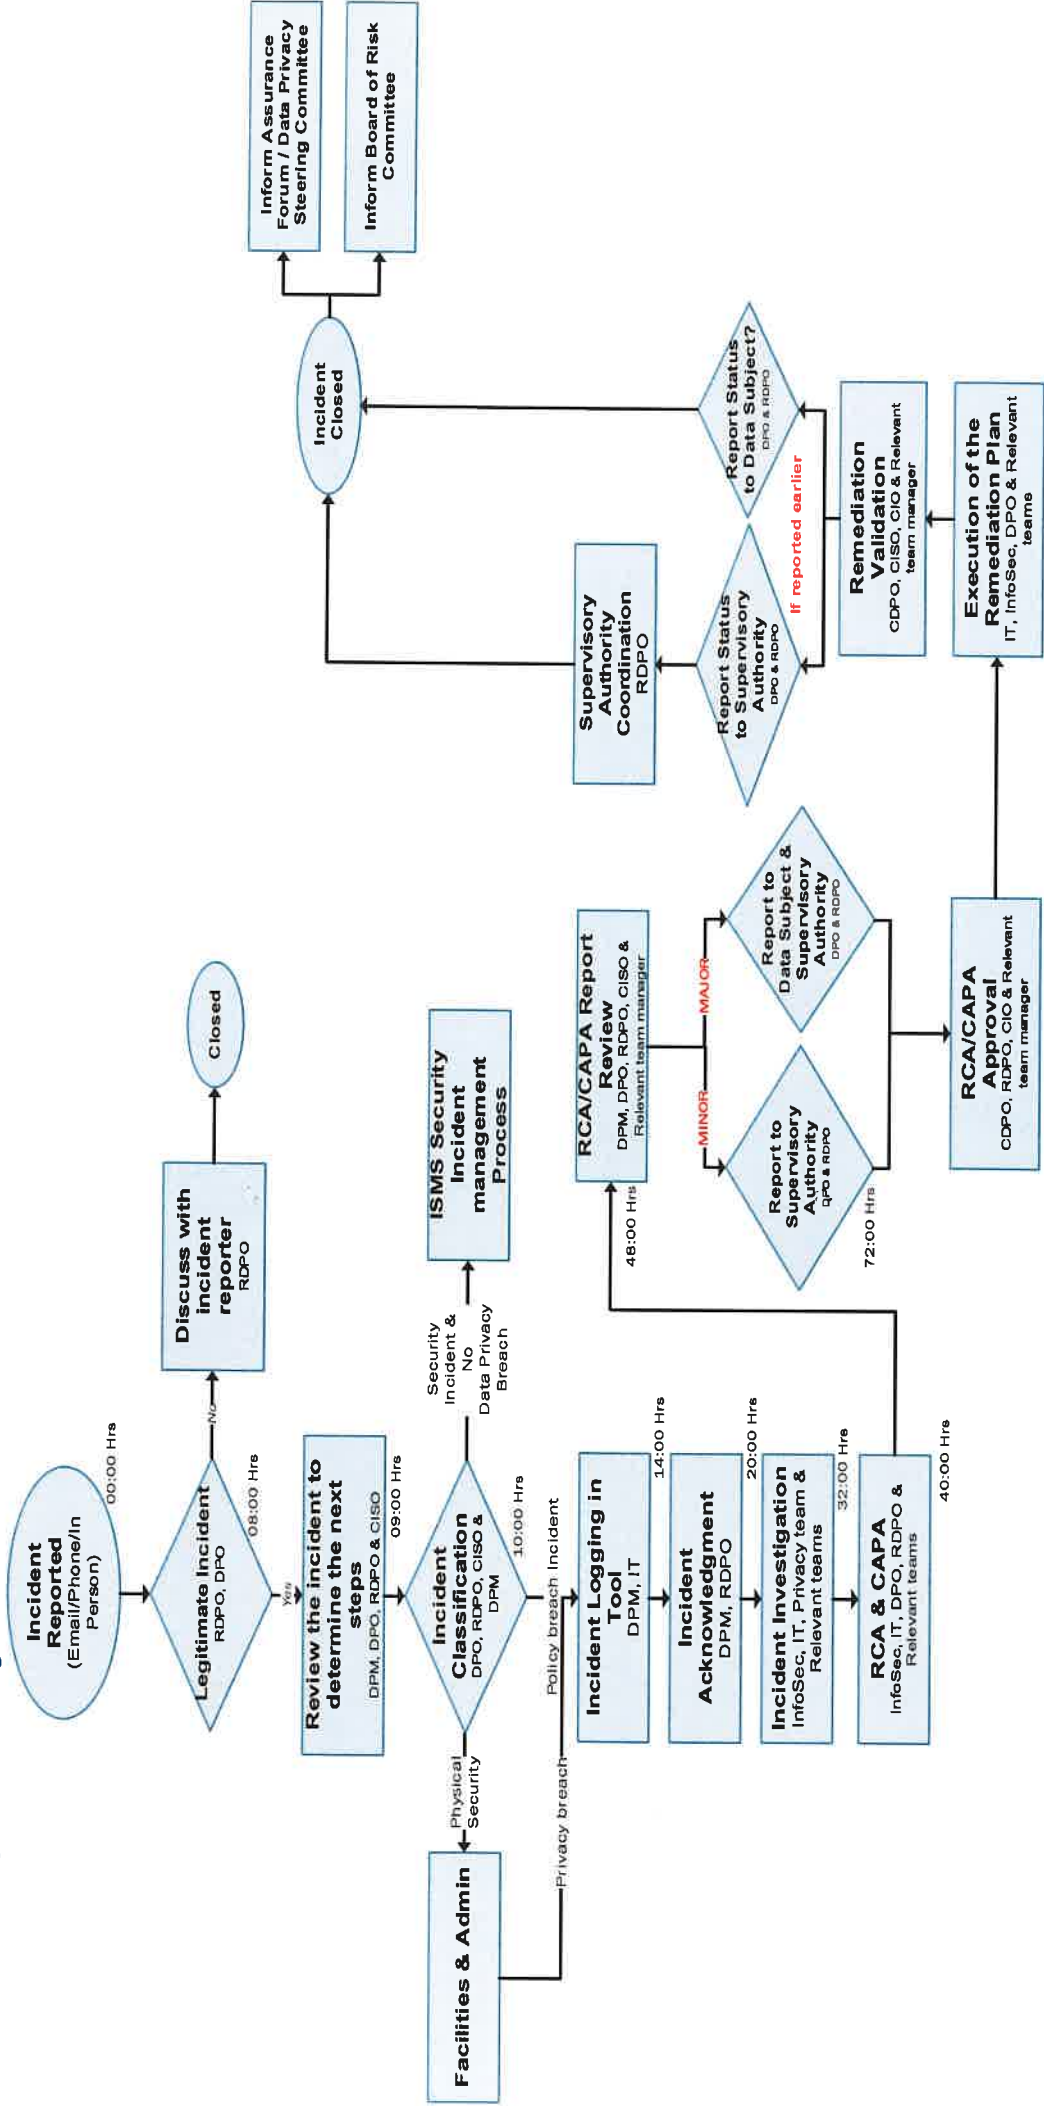 Incident
Reported
(Email/Phone/In
Person)
00:00 Hrs
Legitimate Incident
RDPO, DPO
08:00 Hrs
No
Discuss with
incident
reporter
RDPO
Closed
Yes
Review the incident to
determine the next
steps
DPM, DPO, RDPO & CISO
09:00 Hrs
Incident
Classification
DPO, RDPO, CISO &
DPM
10:00 Hrs
Security
Incident &
No
Data Privacy
Breach
ISMS Security
Incident
management
Process
Physical
Security
Facilities & Admin
Privacy breach
Policy breach Incident
Incident Logging in
Tool
DPM, IT
14:00 Hrs
Incident
Acknowledgment
DPM, RDPO
20:00 Hrs
Incident Investigation
InfoSec, IT, Privacy team &
Relevant teams
32:00 Hrs
RCA & CAPA
InfoSec, IT, DPO, RDPO &
Relevant teams
40:00 Hrs
48:00 Hrs
RCA/CAPA Report
Review
DPM, DPO, RDPO, CISO &
Relevant team manager
MINOR
MAJOR
Report to
Supervisory
Authority
DPO & RDPO
72:00 Hrs
Report to
Data Subject &
Supervisory
Authority
DPO & RDPO
RCA/CAPA
Approval
CDPO, RDPO, CIO & Relevant
team manager
Execution of the
Remediation Plan
IT, InfoSec, DPO & Relevant
teams
Remediation
Validation
CDPO, CISO, CIO & Relevant
team manager
If reported earlier
Report Status
to Supervisory
Authority
DPO & RDPO
Report Status
to Data Subject?
DPO & RDPO
Supervisory
Authority
Coordination
RDPO
Incident
Closed
Inform Assurance
Forum / Data Privacy
Steering Committee
Inform Board of Risk
Committee